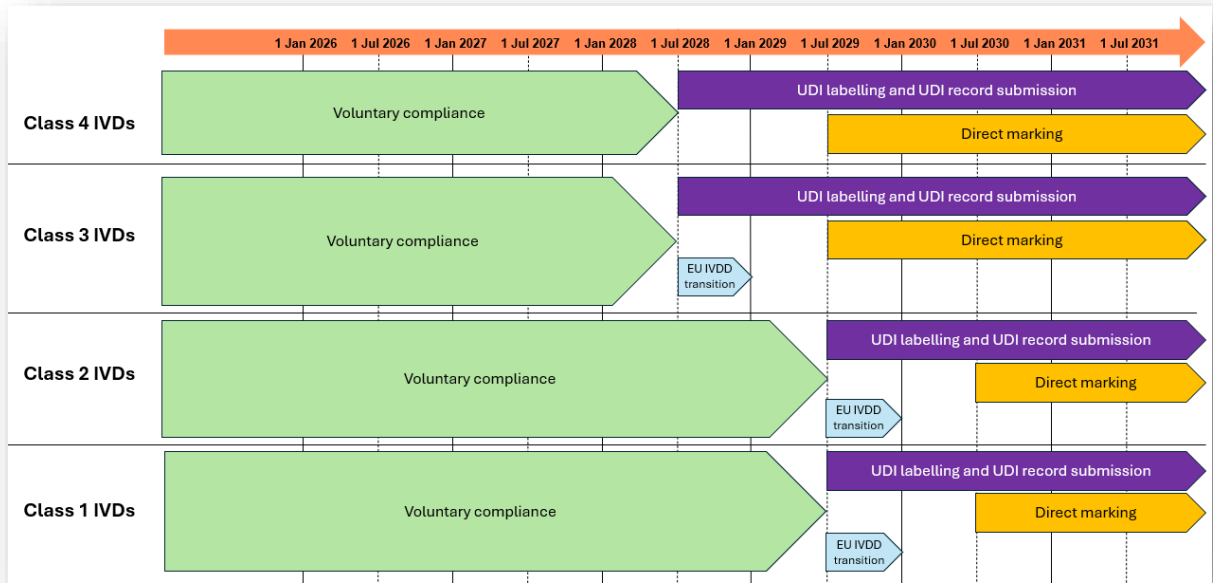 1 Jan 2026 1 Jul 2026 1 Jan 2027 1 Jul 2027 1 Jan 2028 1 Jul 2028 1 Jan 2029 1 Jul 2029 1 Jan 2030 1 Jul 2030 1 Jan 2031 1 Jul 2031
Class 4 IVDs
Voluntary compliance
UDI labelling and UDI record submission
Direct marking
Class 3 IVDs
Voluntary compliance
UDI labelling and UDI record submission
Direct marking
EU IVDD
transition
Class 2 IVDs
Voluntary compliance
UDI labelling and UDI record submission
Direct marking
EU IVDD
transition
Class 1 IVDs
Voluntary compliance
UDI labelling and UDI record submission
Direct marking
EU IVDD
transition